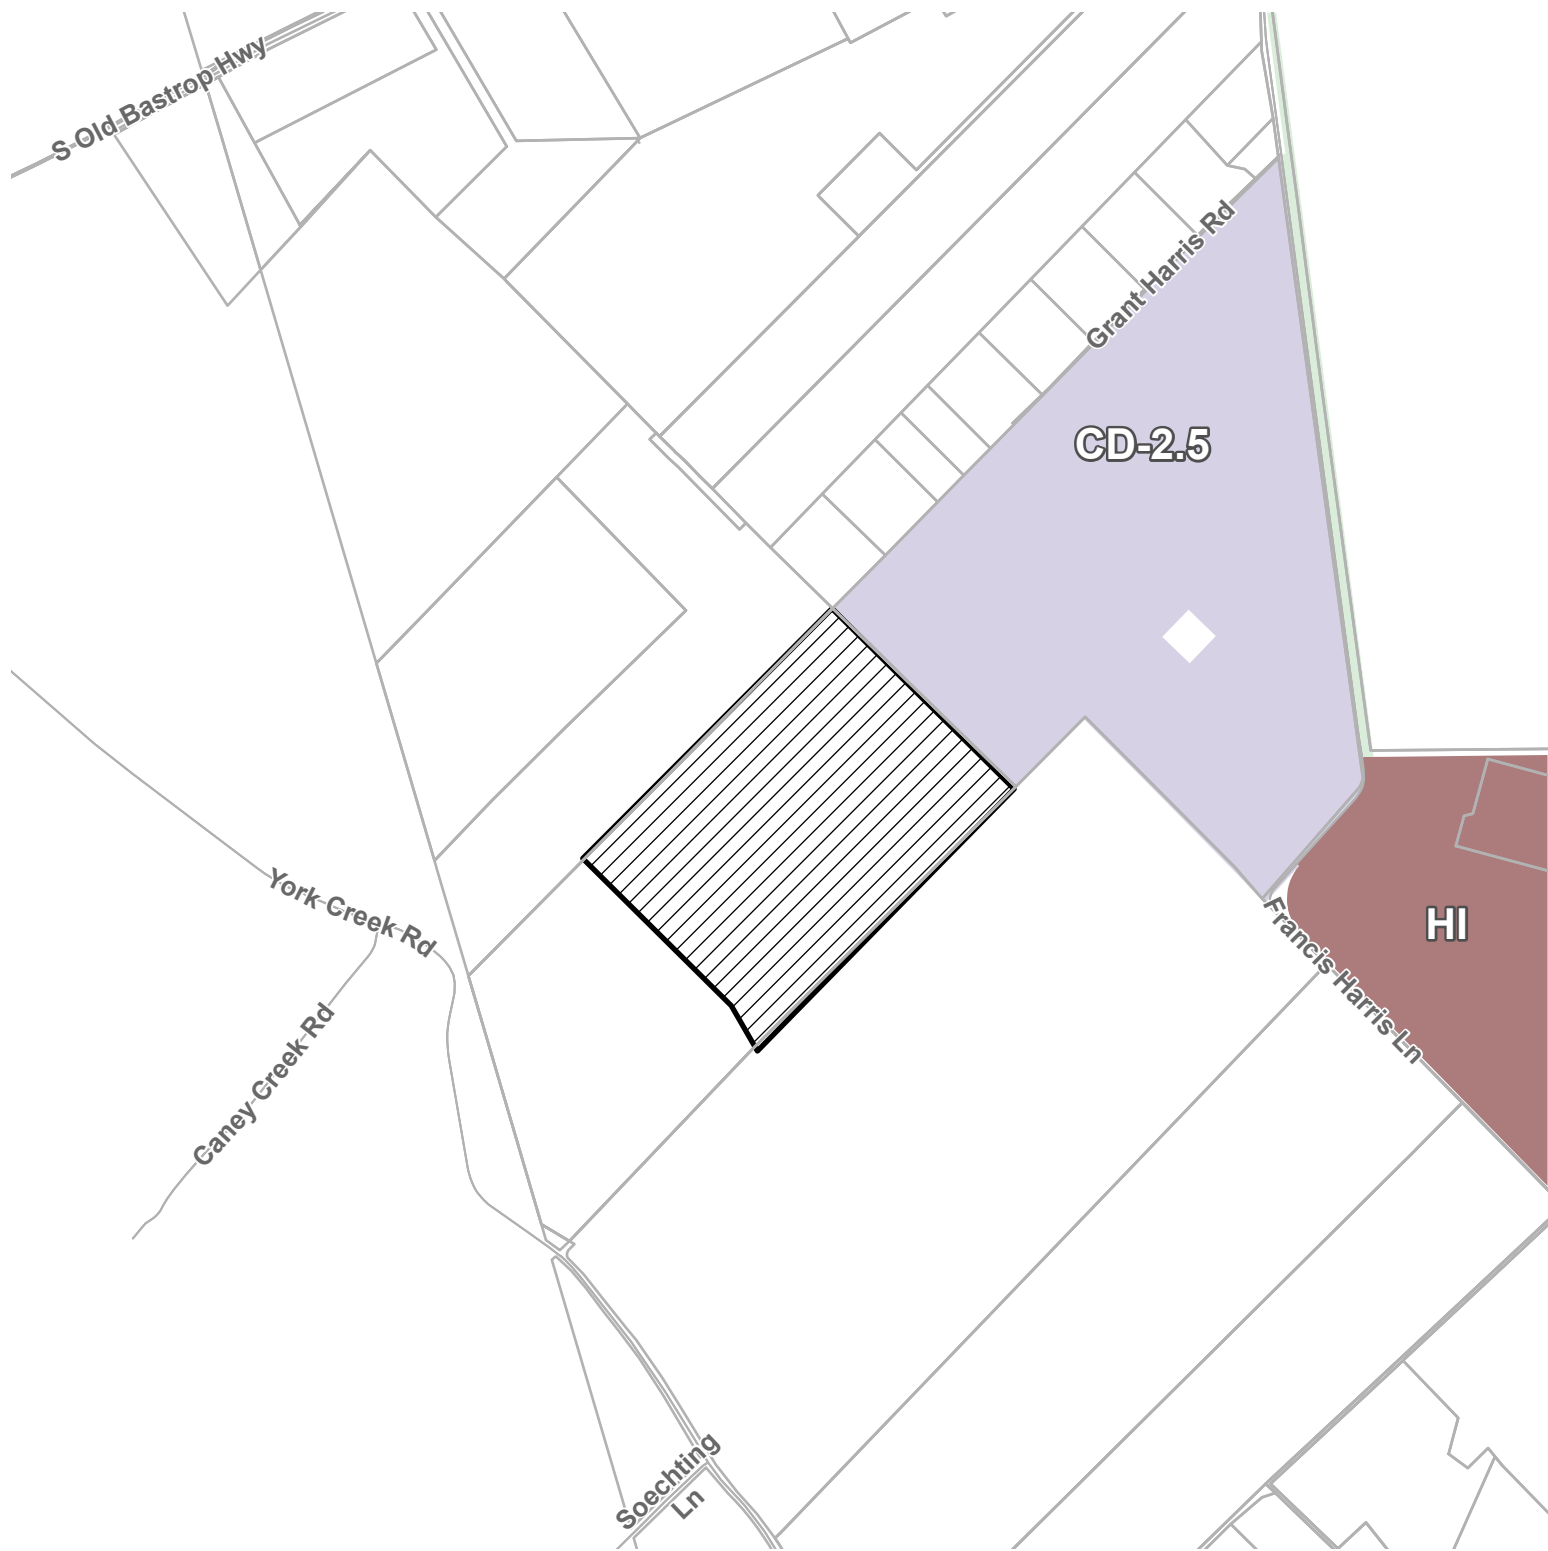 S Old Bastrop Hwy
Grant Harris Rd
CD-2.5
York Creek Rd
HI
Francis Harris Ln
Caney Creek Rd
Soechting
Ln